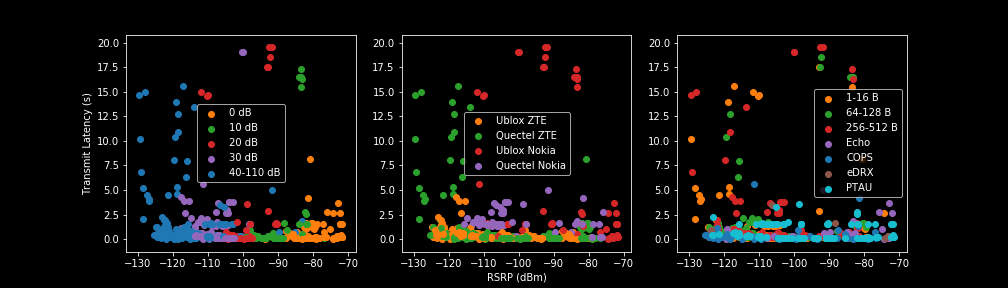 Transmit Latency (s)
20.0
17.5
15.0
12.5
10.0
7.5
5.0
2.5
0.0
−130 −120 −110 −100 −90 −80 −70
0 dB
10 dB
20 dB
30 dB
40-110 dB
20.0
17.5
15.0
12.5
10.0
7.5
5.0
2.5
0.0
−130 −120 −110 −100 −90 −80 −70
RSRP (dBm)
Ublox ZTE
Quectel ZTE
Ublox Nokia
Quectel Nokia
20.0
17.5
15.0
12.5
10.0
7.5
5.0
2.5
0.0
−130 −120 −110 −100 −90 −80 −70
1-16 B
64-128 B
256-512 B
Echo
COPS
eDRX
PTAU